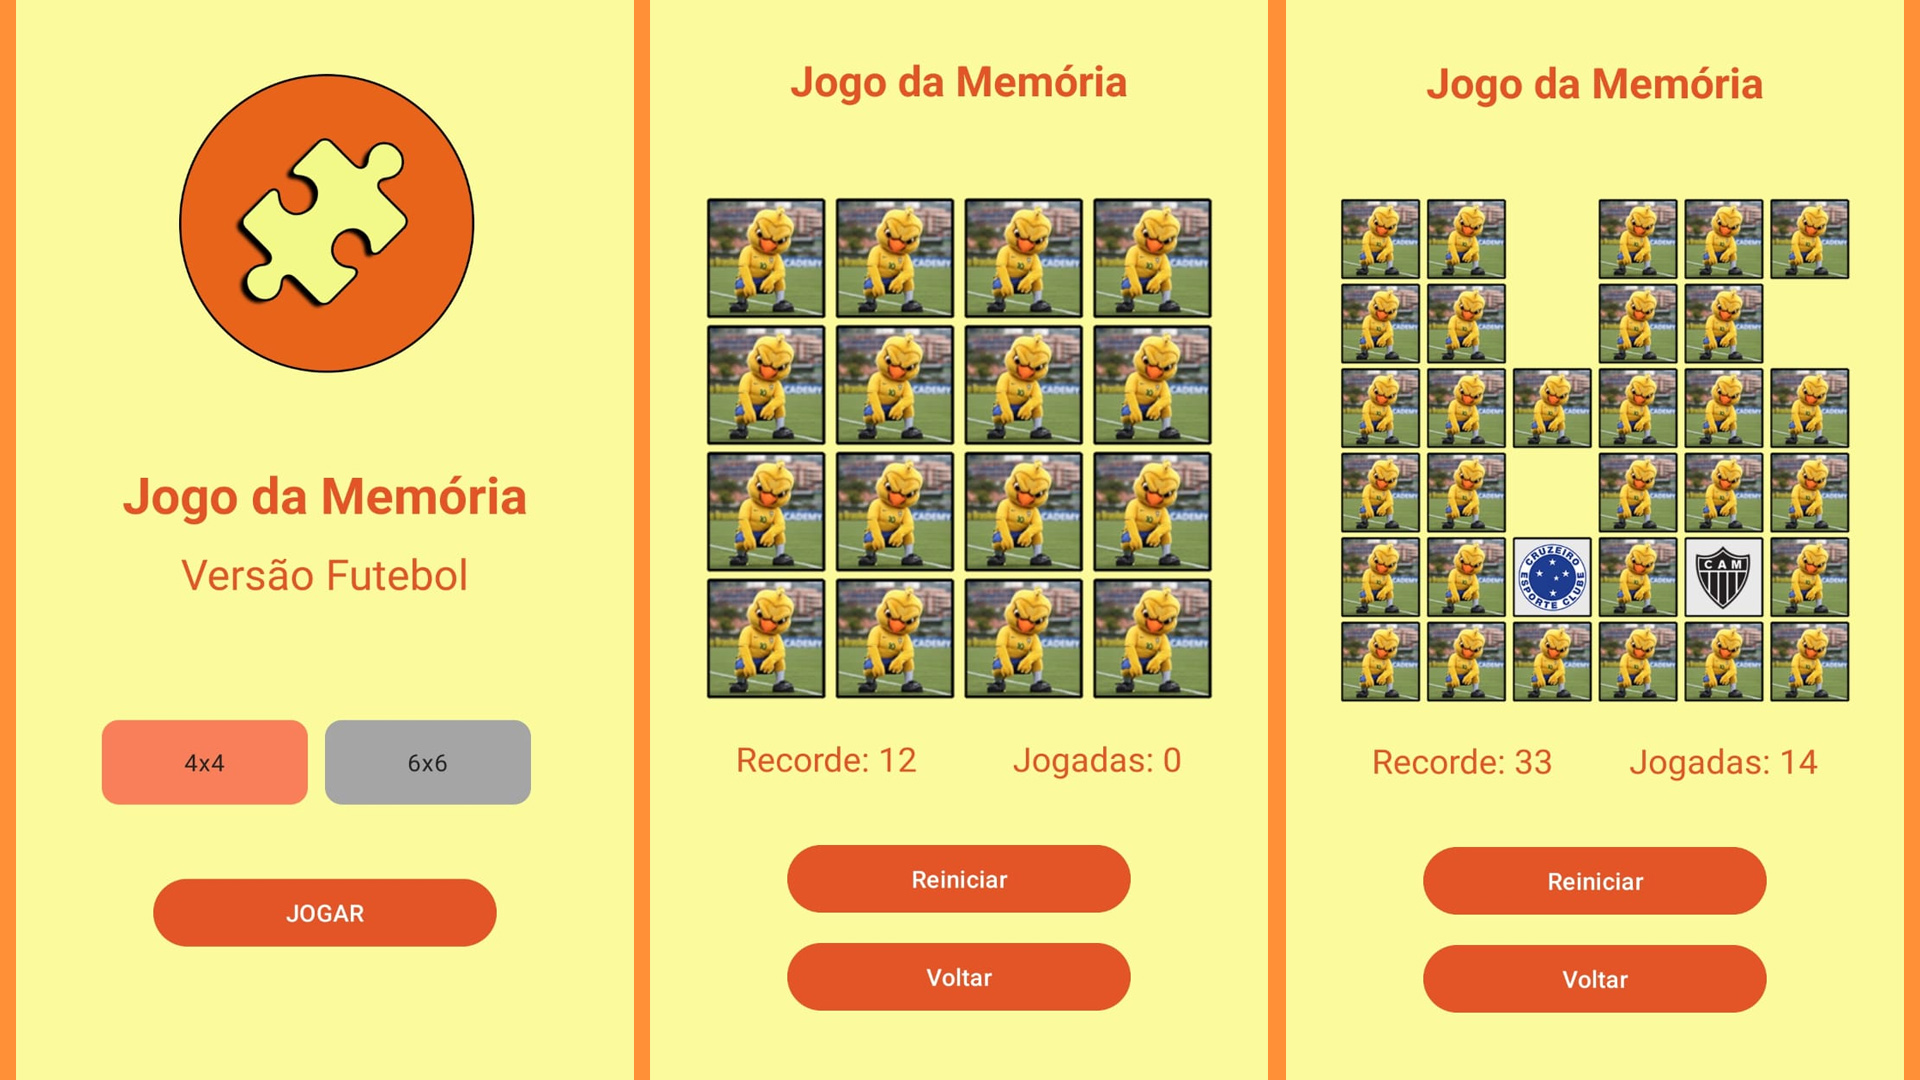 Jogo da Memória
Versão Futebol
4x4
6x6
JOGAR
Jogo da Memória
Recorde: 12
Jogadas: 0
Reiniciar
Voltar
Jogo da Memória
CRUZEIRO
ESPORTE CLUBE
CAM
Recorde: 33
Jogadas: 14
Reiniciar
Voltar